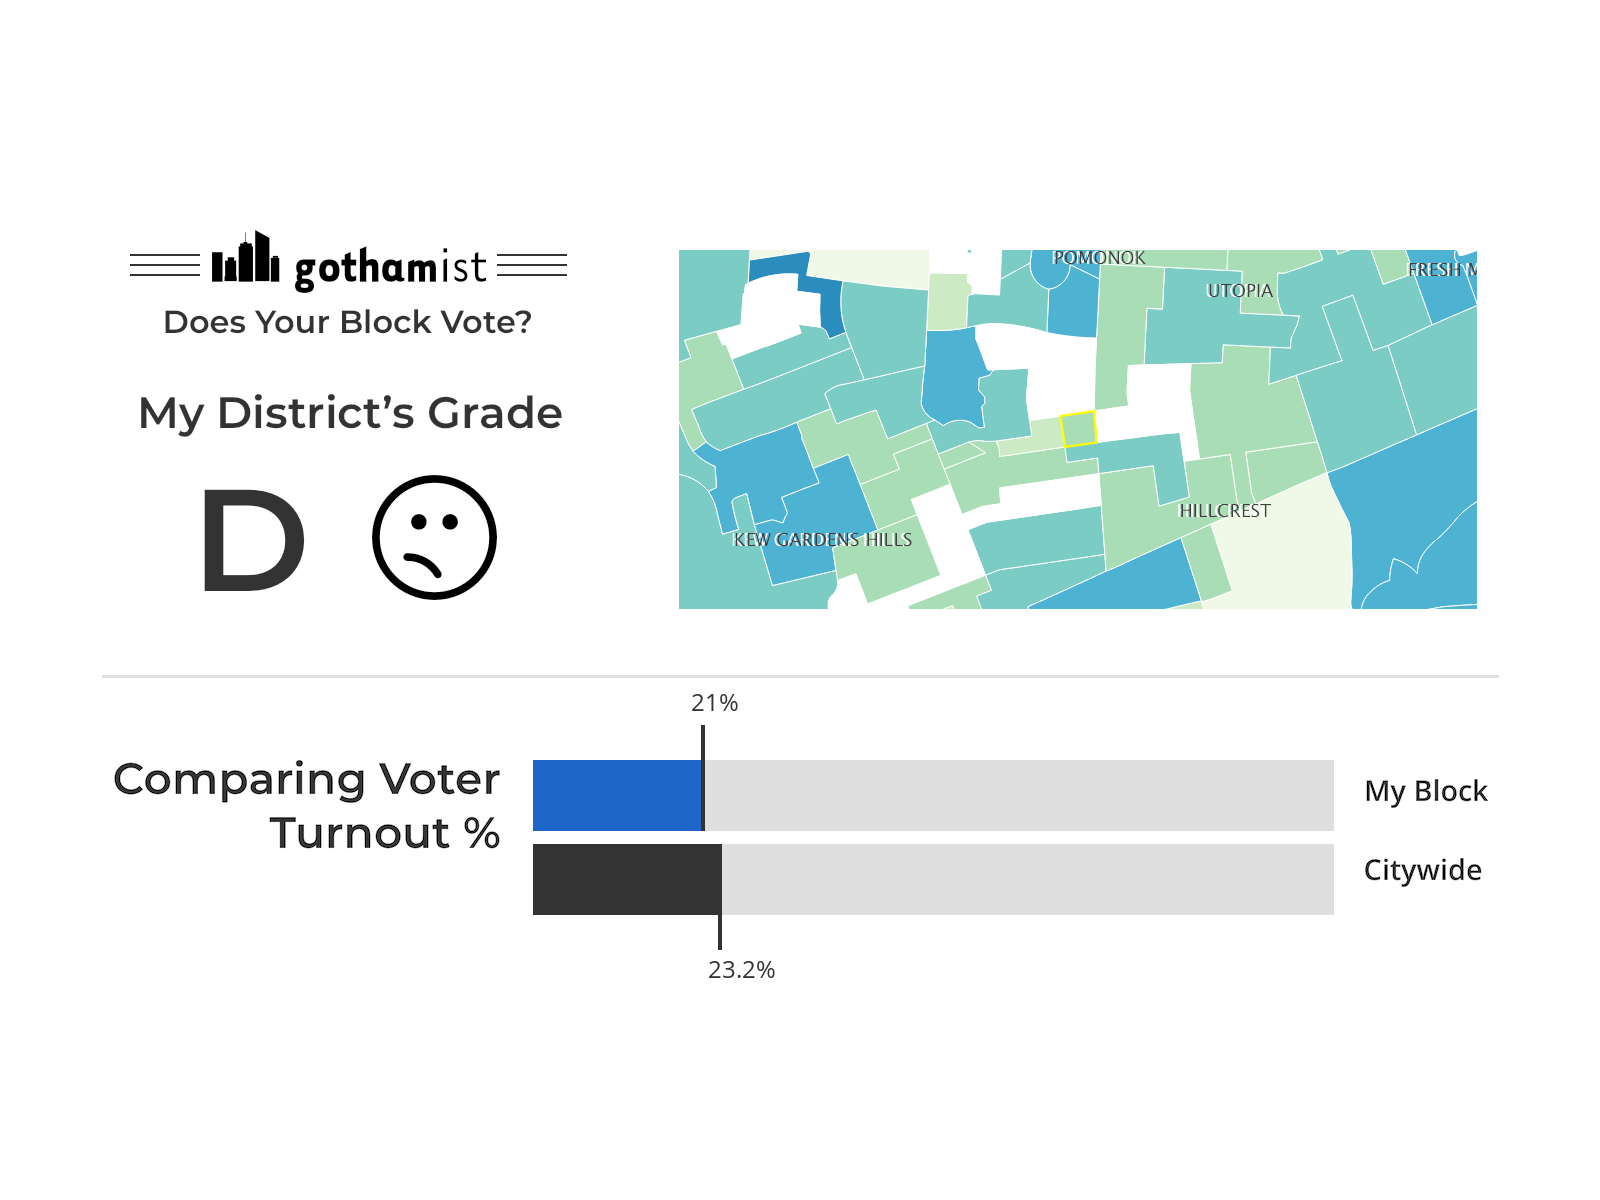 gothamist
Does Your Block Vote?
My District's Grade
D
POMONOK
FRESH M
UTOPIA
HILLCREST
KEW GARDENS HILLS
21%
Comparing Voter
Turnout %
My Block
Citywide
23.2%